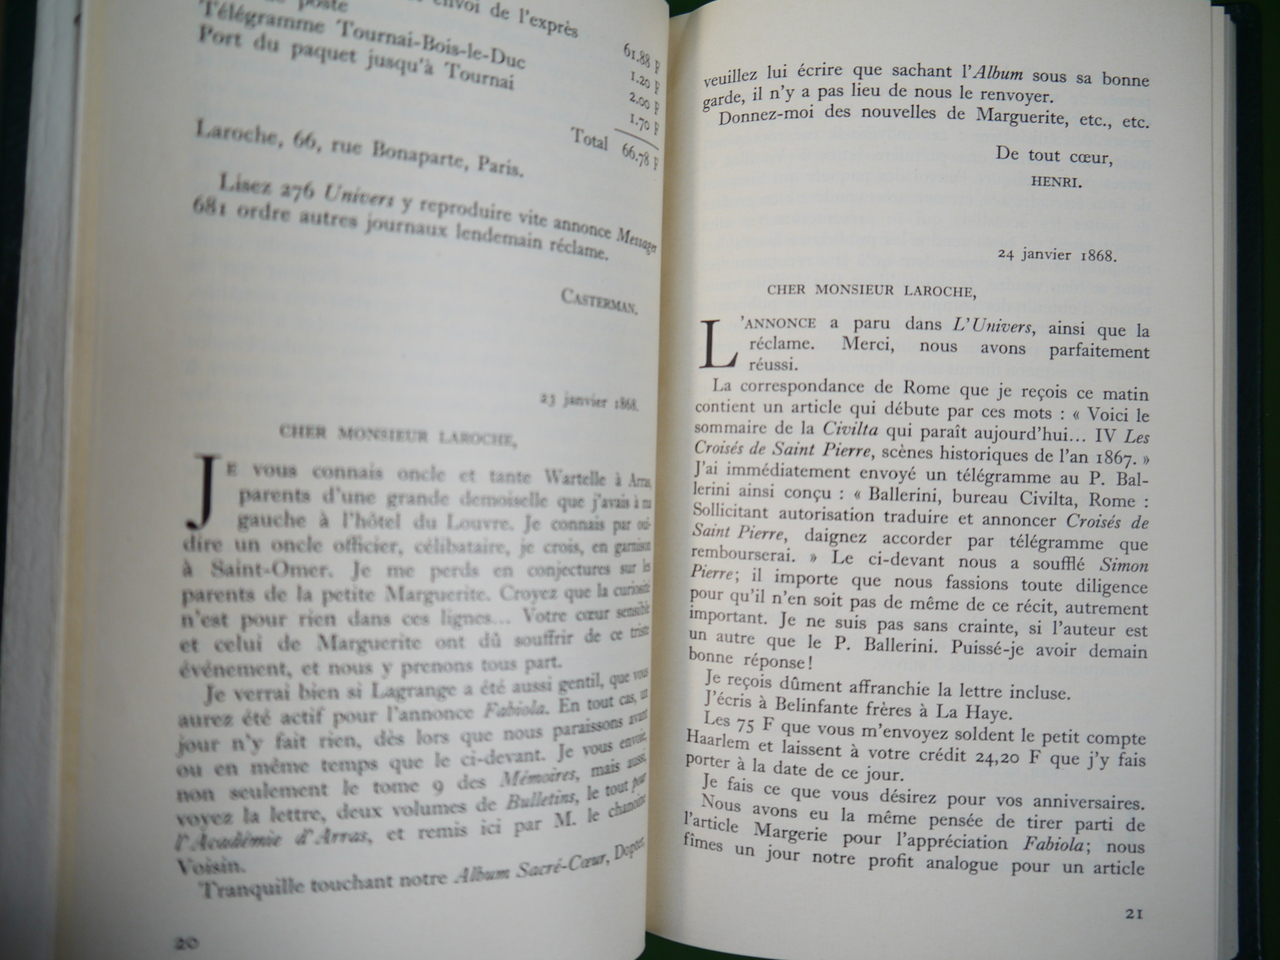 poste
envoi de l'exprès
61.88 F
Télégramme Tournai-Bois-le-Duc
1.20 F
Port du paquet jusqu'à Tournai
2.00 F
1.70 F
Total 66.78 F
Laroche, 66, rue Bonaparte, Paris.
Lisez 276 Univers y reproduire vite annonce Messager
681 ordre autres journaux lendemain réclame.
CASTERMAN.
23 janvier 1868.
CHER MONSIEUR LAROCHE,
JE vous connais oncle et tante Wartelle à Arras,
parents d'une grande demoiselle que j'avais à ma
gauche à l'hôtel du Louvre. Je connais par ouï-
dire un oncle officier, célibataire, je crois, en garnison
à Saint-Omer. Je me perds en conjectures sur les
parents de la petite Marguerite. Croyez que la curiosité
n'est pour rien dans ces lignes... Votre cœur sensible
et celui de Marguerite ont dû souffrir de ce triste
événement, et nous y prenons tous part.
Je verrai bien si Lagrange a été aussi gentil, que vous
aurez été actif pour l'annonce Fabiola. En tout cas, un
jour n'y fait rien, dès lors que nous paraissons avant
ou en même temps que le ci-devant. Je vous envoie,
non seulement le tome 9 des Mémoires, mais aussi,
voyez la lettre, deux volumes de Bulletins, le tout pour
l'Académie d'Arras, et remis ici par M. le chanoine
Voisin.
Tranquille touchant notre Album Sacré-Cœur, Dopter,
20
veuillez lui écrire que sachant l'Album sous sa bonne
garde, il n'y a pas lieu de nous le renvoyer.
Donnez-moi des nouvelles de Marguerite, etc., etc.
De tout cœur,
HENRI.
24 janvier 1868.
CHER MONSIEUR LAROCHE,
L'ANNONCE a paru dans L'Univers, ainsi que la
réclame. Merci, nous avons parfaitement
réussi.
La correspondance de Rome que je reçois ce matin
contient un article qui débute par ces mots : « Voici le
sommaire de la Civilta qui paraît aujourd'hui... IV Les
Croisés de Saint Pierre, scènes historiques de l'an 1867. »
J'ai immédiatement envoyé un télégramme au P. Bal-
lerini ainsi conçu : « Ballerini, bureau Civilta, Rome :
Sollicitant autorisation traduire et annoncer Croisés de
Saint Pierre, daignez accorder par télégramme que
rembourserai. » Le ci-devant nous a soufflé Simon
Pierre; il importe que nous fassions toute diligence
pour qu'il n'en soit pas de même de ce récit, autrement
important. Je ne suis pas sans crainte, si l'auteur est
un autre que le P. Ballerini. Puissé-je avoir demain
bonne réponse!
Je reçois dûment affranchie la lettre incluse.
J'écris à Belinfante frères à La Haye.
Les 75 F que vous m'envoyez soldent le petit compte
Haarlem et laissent à votre crédit 24,20 F que j'y fais
porter à la date de ce jour.
Je fais ce que vous désirez pour vos anniversaires.
Nous avons eu la même pensée de tirer parti de
l'article Margerie pour l'appréciation Fabiola; nous
fîmes un jour notre profit analogue pour un article
21